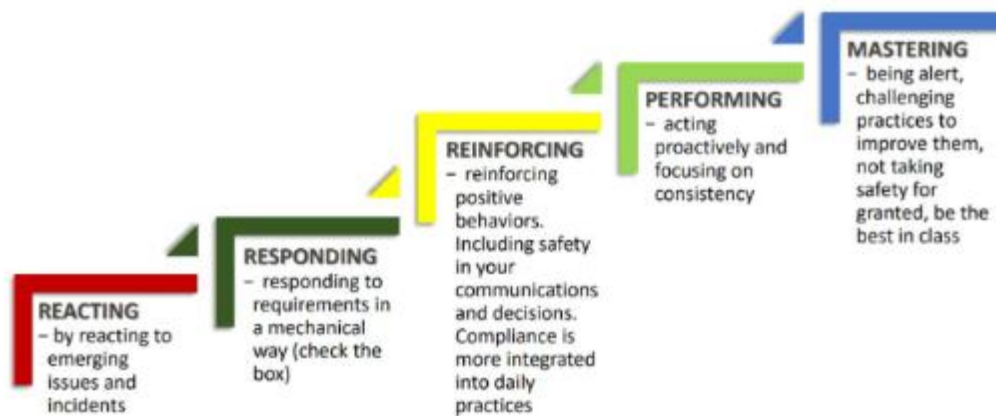 REACTING
– by reacting to
emerging
issues and
incidents
RESPONDING
– responding to
requirements in
a mechanical
way (check the
box)
REINFORCING
– reinforcing
positive
behaviors.
Including safety
in your
communications
and decisions.
Compliance is
more integrated
into daily
practices
PERFORMING
– acting
proactively and
focusing on
consistency
MASTERING
– being alert,
challenging
practices to
improve them,
not taking
safety for
granted, be the
best in class